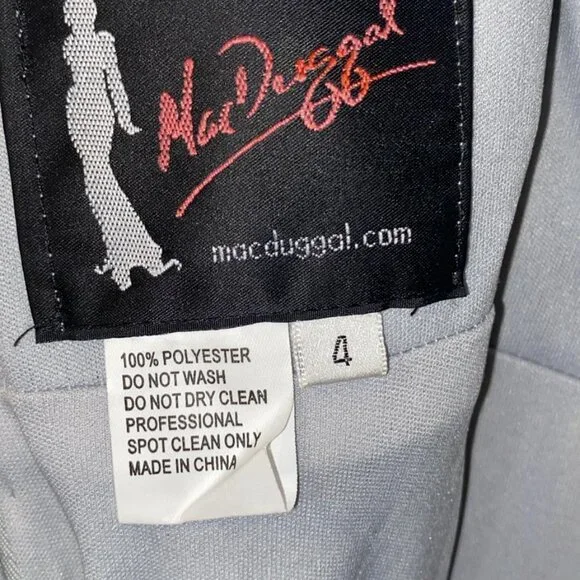 Mac Duggal
macduggal.com
4
100% POLYESTER
DO NOT WASH
DO NOT DRY CLEAN
PROFESSIONAL
SPOT CLEAN ONLY
MADE IN CHINA